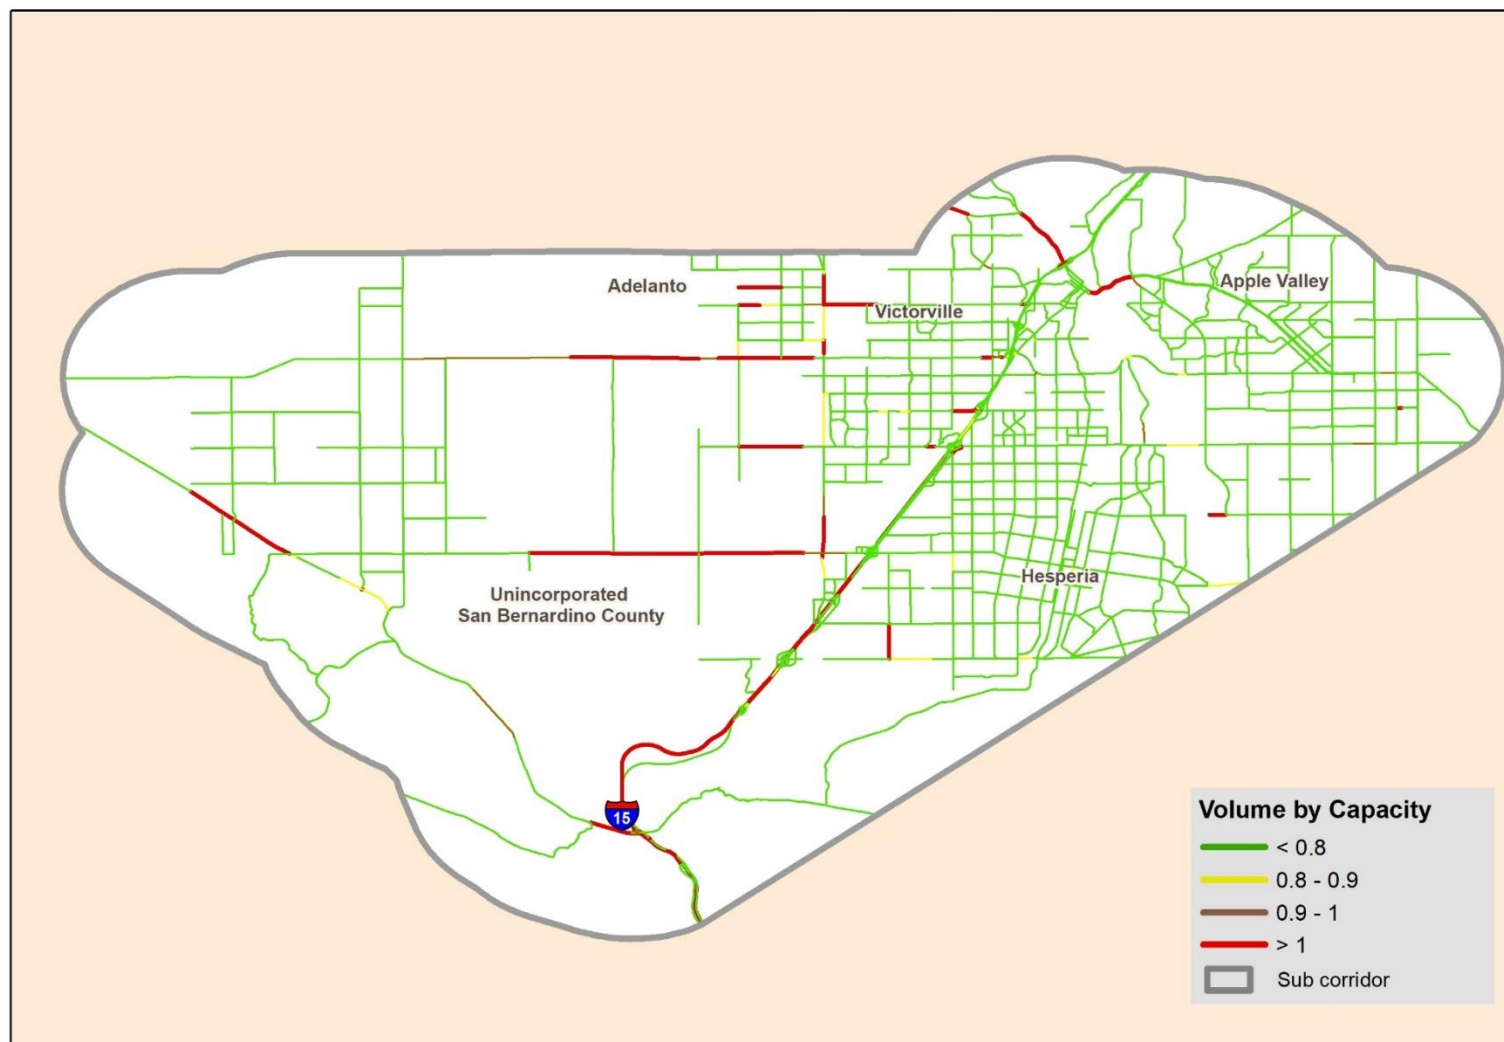 Adelanto
Apple Valley
Victorville
Hesperia
Unincorporated
San Bernardino County
15
Volume by Capacity
< 0.8
0.8 - 0.9
0.9 - 1
> 1
Sub corridor